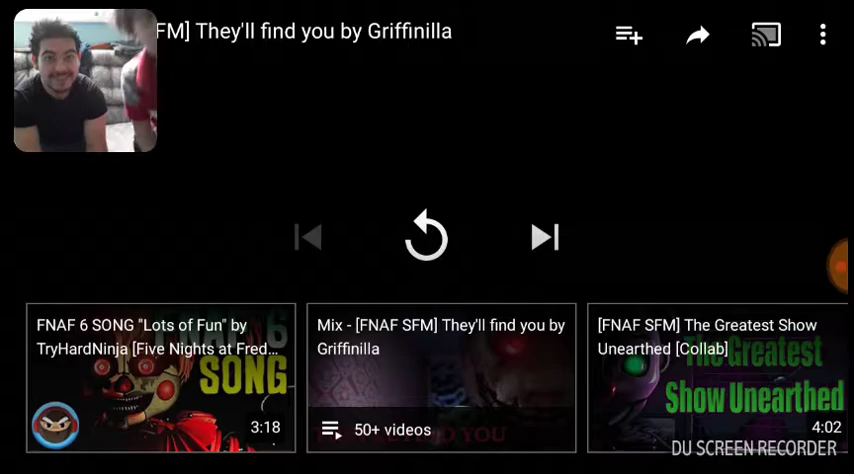 FM] They'll find you by Griffinilla
FNAF 6 SONG "Lots of Fun" by
TryHardNinja [Five Nights at Fred...
SONG
3:18
Mix - [FNAF SFM] They'll find you by
Griffinilla
50+ videos
YOU
[FNAF SFM] The Greatest Show
Unearthed [Collab]
The Greatest
Show Unearthed
4:02
DU SCREEN RECORDER